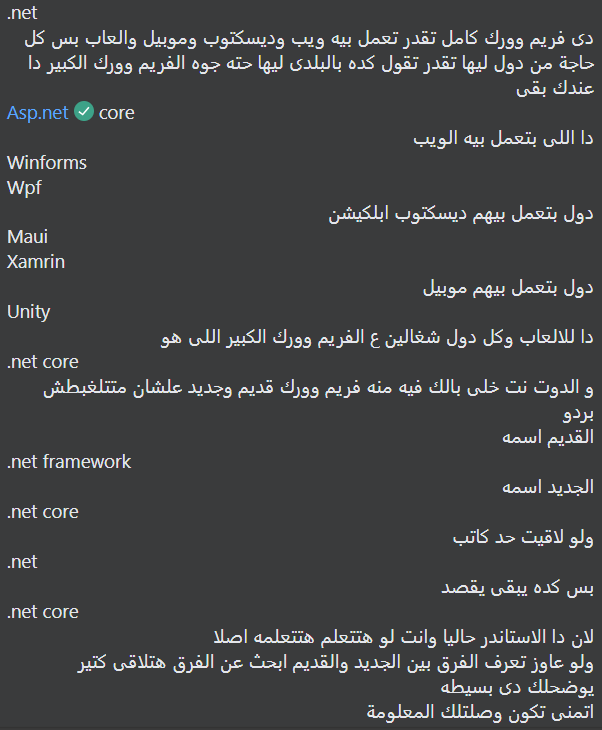 .net
دى فريم وورك كامل تقدر تعمل بيه ويب وديسكتوب وموبيل والعاب بس كل
حاجة من دول ليها تقدر تقول كده بالبلدى ليها حته جوه الفريم وورك الكبير دا
عندك بقى
Asp.net ✅ core
دا اللى بتعمل بيه الويب
Winforms
Wpf
دول بتعمل بيهم ديسكتوب ابلكيشن
Maui
Xamrin
دول بتعمل بيهم موبيل
Unity
دا للالعاب وكل دول شغالين ع الفريم وورك الكبير اللى هو
.net core
و الدوت نت خلى بالك فيه منه فريم وورك قديم وجديد علشان متتلغبطش
بردو
القديم اسمه
.net framework
الجديد اسمه
.net core
ولو لاقيت حد كاتب
.net
بس كده يبقى يقصد
.net core
لان دا الاستاندر حاليا وانت لو هتتعلم هتتعلمه اصلا
ولو عاوز تعرف الفرق بين الجديد والقديم ابحث عن الفرق هتلاقى كتير
يوضحلك دى بسيطه
اتمنى تكون وصلتلك المعلومة